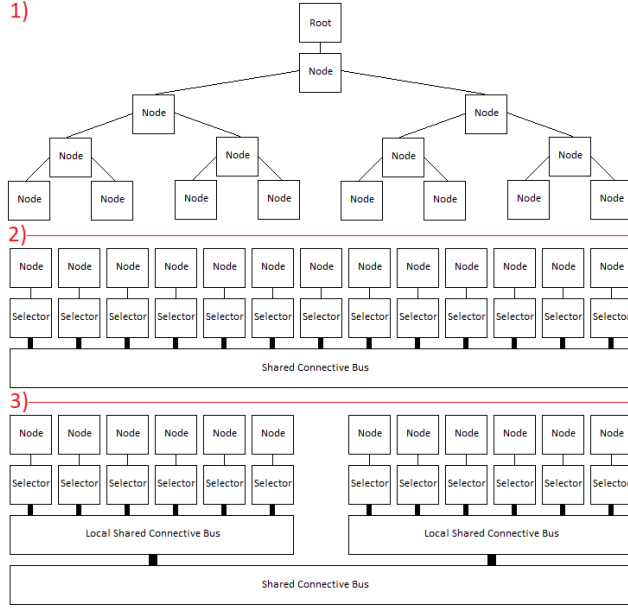 1)
Root
Node
Node Node
Node Node Node Node
Node Node Node Node Node Node Node Node
2)
Node Node Node Node Node Node Node Node Node Node Node Node Node
Selector Selector Selector Selector Selector Selector Selector Selector Selector Selector Selector Selector Selector
Shared Connective Bus
3)
Node Node Node Node Node Node Node Node Node Node Node Node
Selector Selector Selector Selector Selector Selector Selector Selector Selector Selector Selector Selector
Local Shared Connective Bus Local Shared Connective Bus
Shared Connective Bus